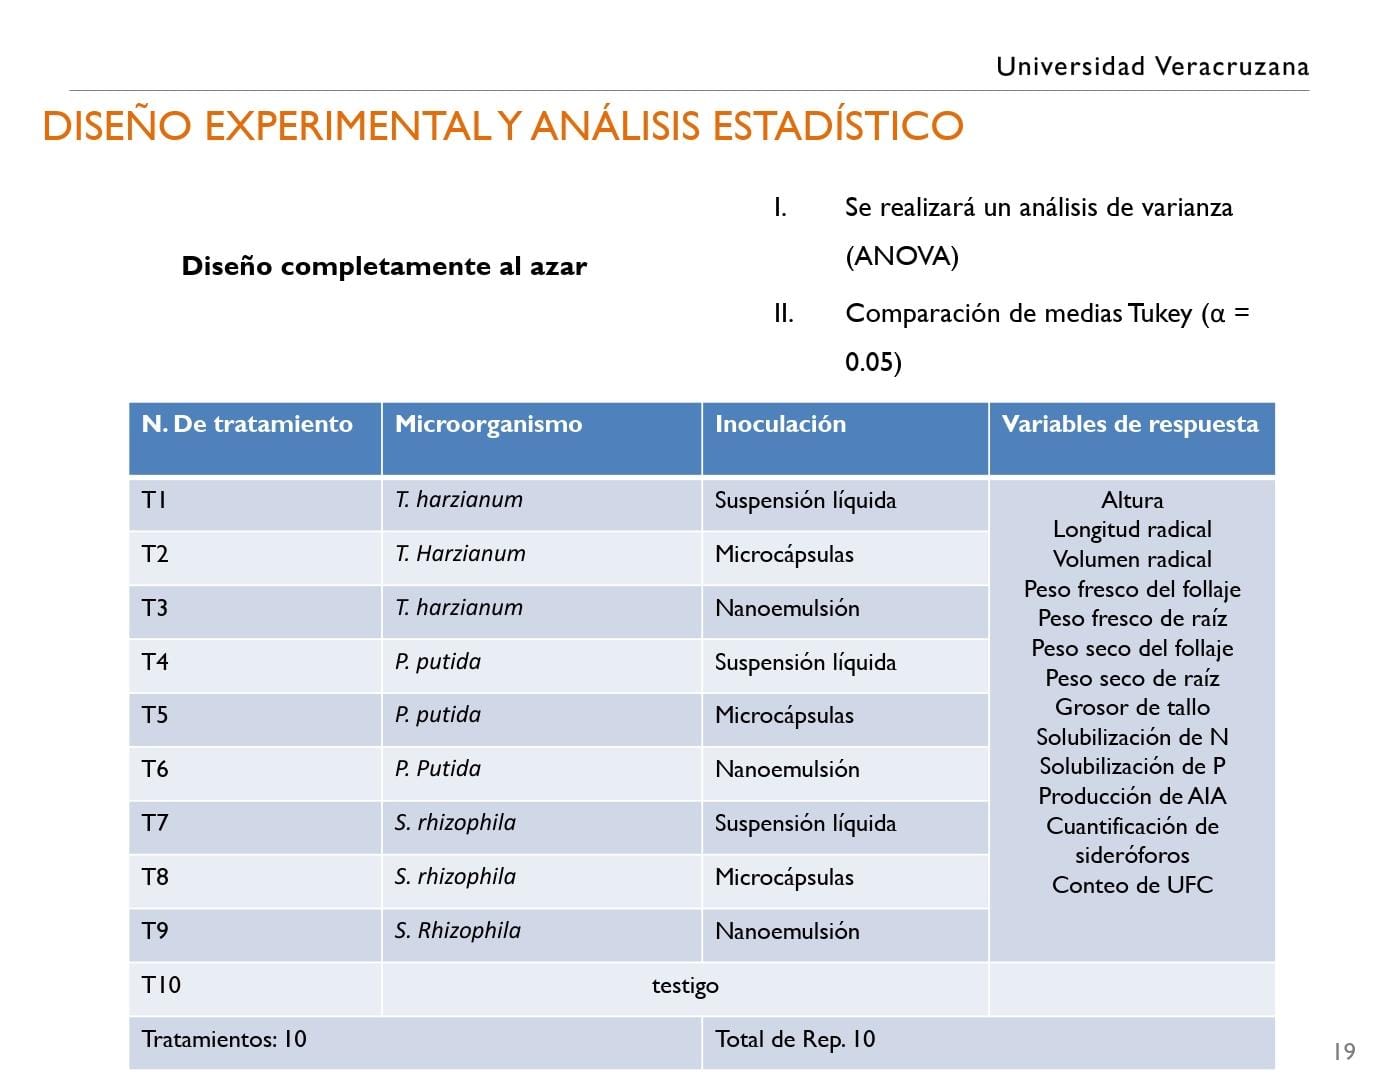 Universidad Veracruzana
DISEÑO EXPERIMENTAL Y ANÁLISIS ESTADÍSTICO
Diseño completamente al azar
I. Se realizará un análisis de varianza
(ANOVA)
II. Comparación de medias Tukey (α =
0.05)
N. De tratamiento Microorganismo Inoculación Variables de respuesta
T1 T. harzianum Suspensión líquida
T2 T. Harzianum Microcápsulas
T3 T. harzianum Nanoemulsión
T4 P. putida Suspensión líquida
T5 P. putida Microcápsulas
T6 P. Putida Nanoemulsión
T7 S. rhizophila Suspensión líquida
T8 S. rhizophila Microcápsulas
T9 S. Rhizophila Nanoemulsión
Altura
Longitud radical
Volumen radical
Peso fresco del follaje
Peso fresco de raíz
Peso seco del follaje
Peso seco de raíz
Grosor de tallo
Solubilización de N
Solubilización de P
Producción de AIA
Cuantificación de
sideróforos
Conteo de UFC
T10 testigo
Tratamientos: 10 Total de Rep. 10
19